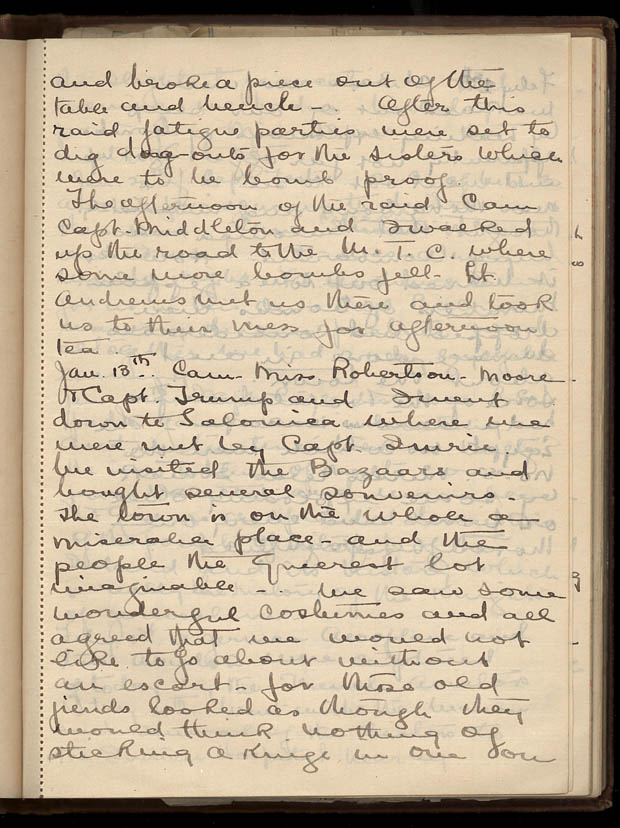 and broke a piece out of the
table and bench - After this
raid fatigue parties were set to
dig dog-outs for the sisters which
were to be bomb proof.
The afternoon of the raid Cam
Capt. Middleton and I walked
up the road to the M. T. C. where
some more bombs fell - Lt.
Andrews met us there and took
us to their mess for afternoon
tea
Jan. 13th. Cam - Miss Robertson - Moore
& Capt. Trump and I went
down to Salonica where we
were met by Capt. Imrie.
We visited the Bazaars and
bought several souvenirs -
The town is on the whole a
miserable place - and the
people the Queerest lot
imaginable - . We saw some
wonderful costumes and all
agreed that we would not
like to go about without
an escort - for those old
fiends looked as though they
would think nothing of
sticking a knife in one